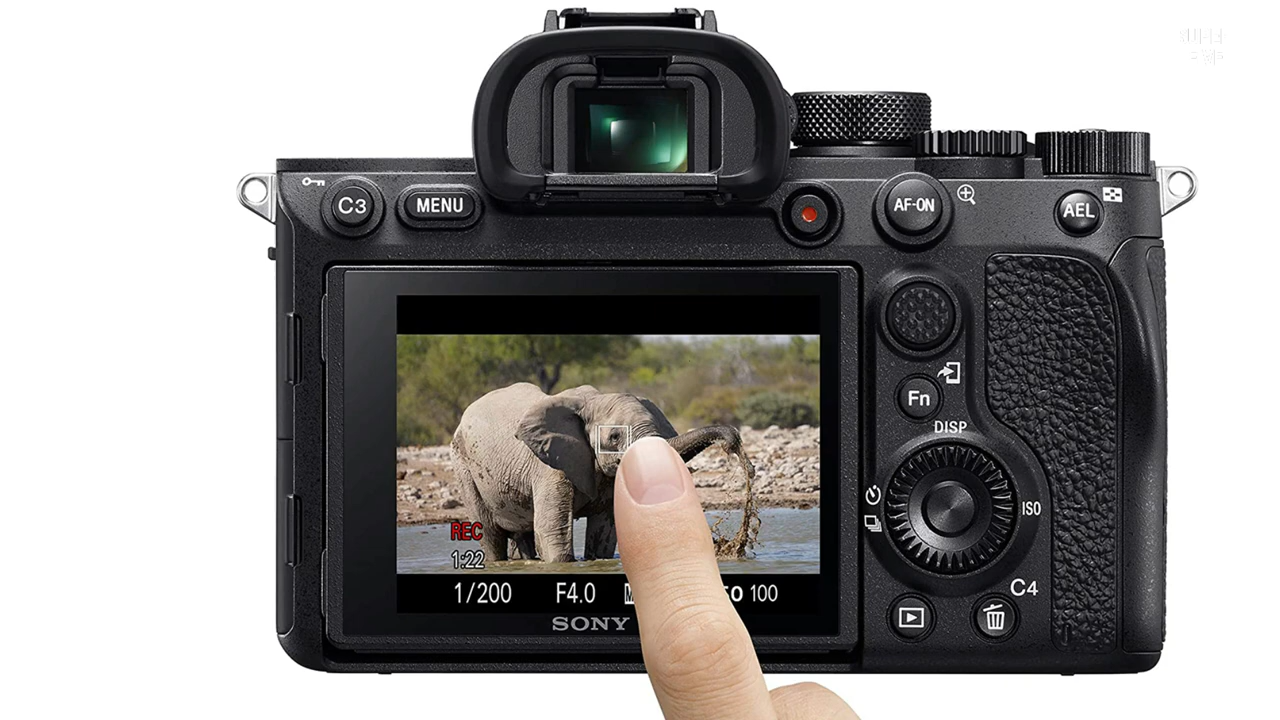 C3
MENU
AF-ON
AEL
Fn
DISP
ISO
C4
REC
1:22
1/200
F4.0
100
SONY